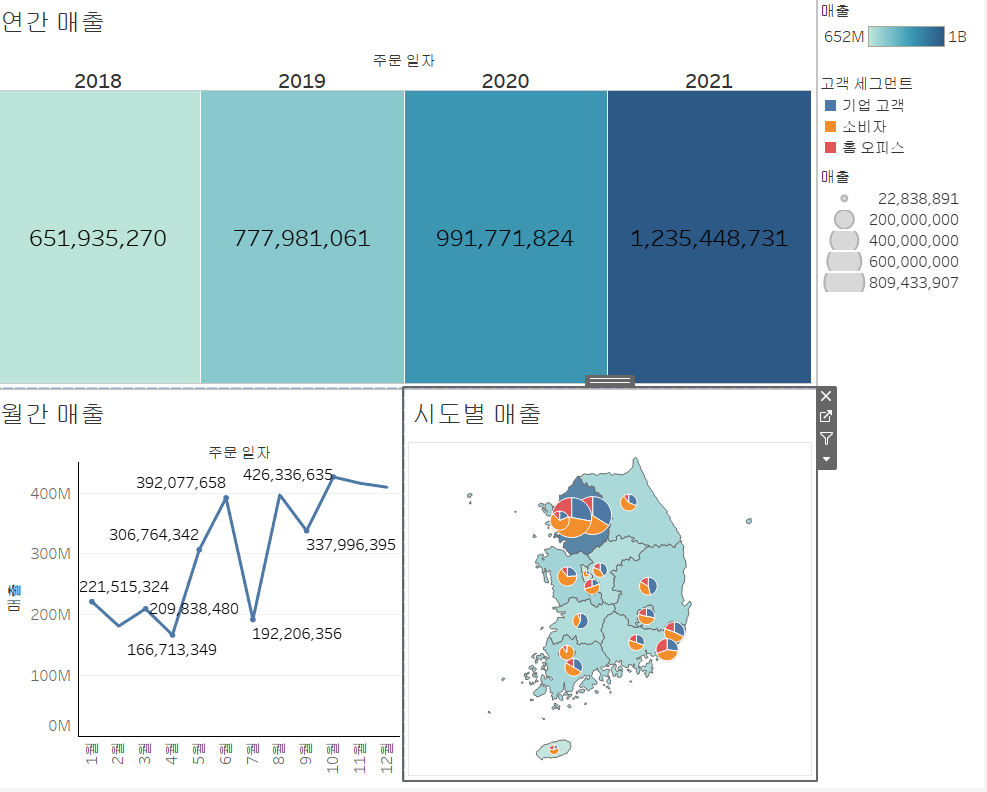 연간 매출
주문 일자
2018 2019 2020 2021
651,935,270 777,981,061 991,771,824 1,235,448,731
매출
652M 1B
고객 세그먼트
기업 고객
소비자
홈 오피스
매출
22,838,891
200,000,000
400,000,000
600,000,000
809,433,907
월간 매출
주문 일자
매출
400M
300M
200M
100M
0M
221,515,324
209,838,480
166,713,349
306,764,342
392,077,658
192,206,356
426,336,635
337,996,395
1월 2월 3월 4월 5월 6월 7월 8월 9월 10월 11월 12월
시도별 매출